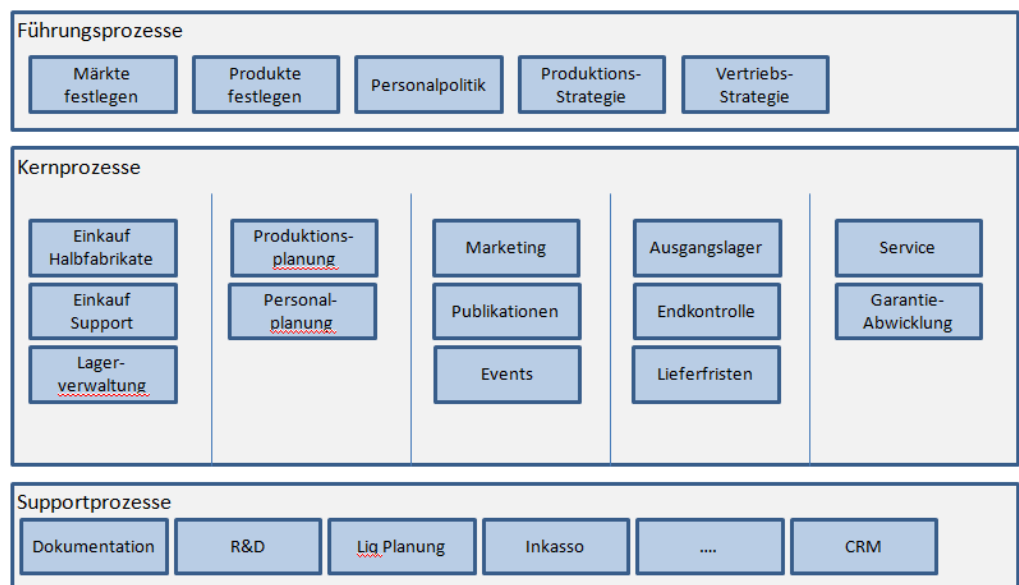 Führungsprozesse
Märkte
festlegen
Produkte
festlegen
Personalpolitik
Produktions-
Strategie
Vertriebs-
Strategie
Kernprozesse
Einkauf
Halbfabrikate
Einkauf
Support
Lager-
verwaltung
Produktions-
planung
Personal-
planung
Marketing
Publikationen
Events
Ausgangslager
Endkontrolle
Lieferfristen
Service
Garantie-
Abwicklung
Supportprozesse
Dokumentation
R&D
Liq Planung
Inkasso
....
CRM